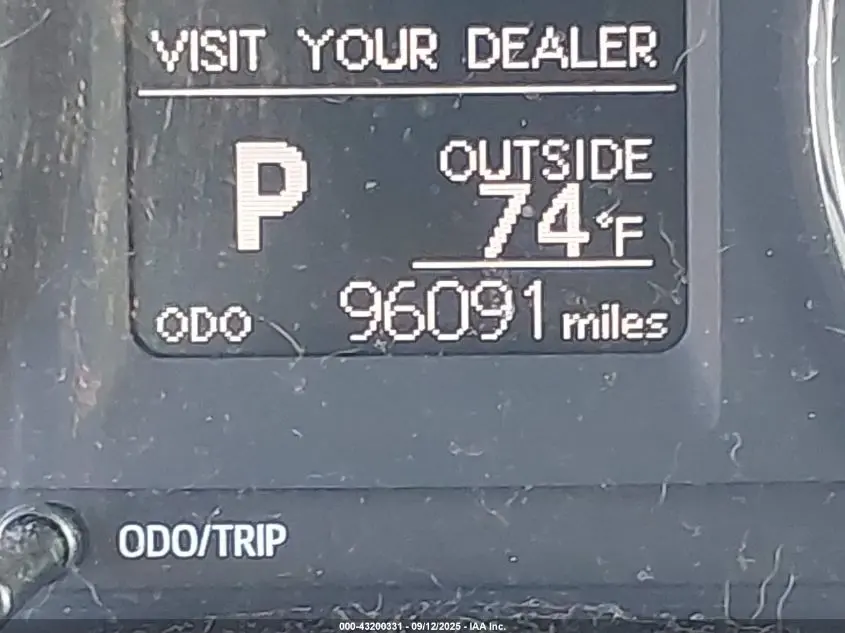 VISIT YOUR DEALER
P
OUTSIDE
74°F
ODO 96091 miles
ODO/TRIP
000-43200331 - 09/12/2025 - IAA Inc.